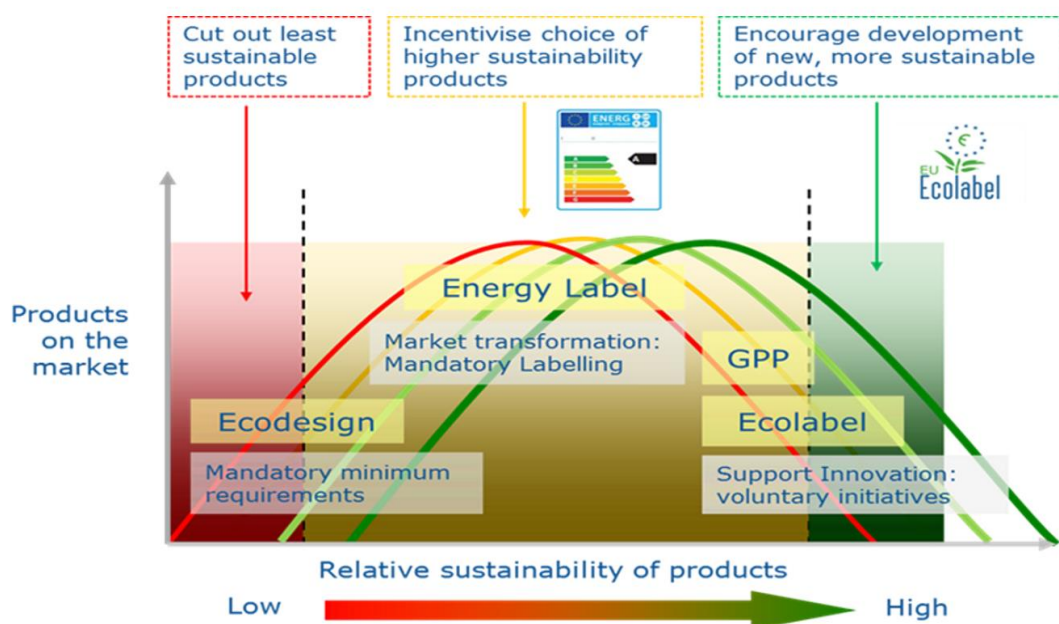 Cut out least
sustainable
products
Incentivise choice of
higher sustainability
products
Encourage development
of new, more sustainable
products
ENERG
A
B
C
D
E
F
G
A
EU
Ecolabel
Products
on the
market
Energy Label
Market transformation:
Mandatory Labelling
GPP
Ecodesign
Ecolabel
Mandatory minimum
requirements
Support Innovation:
voluntary initiatives
Relative sustainability of products
Low
High